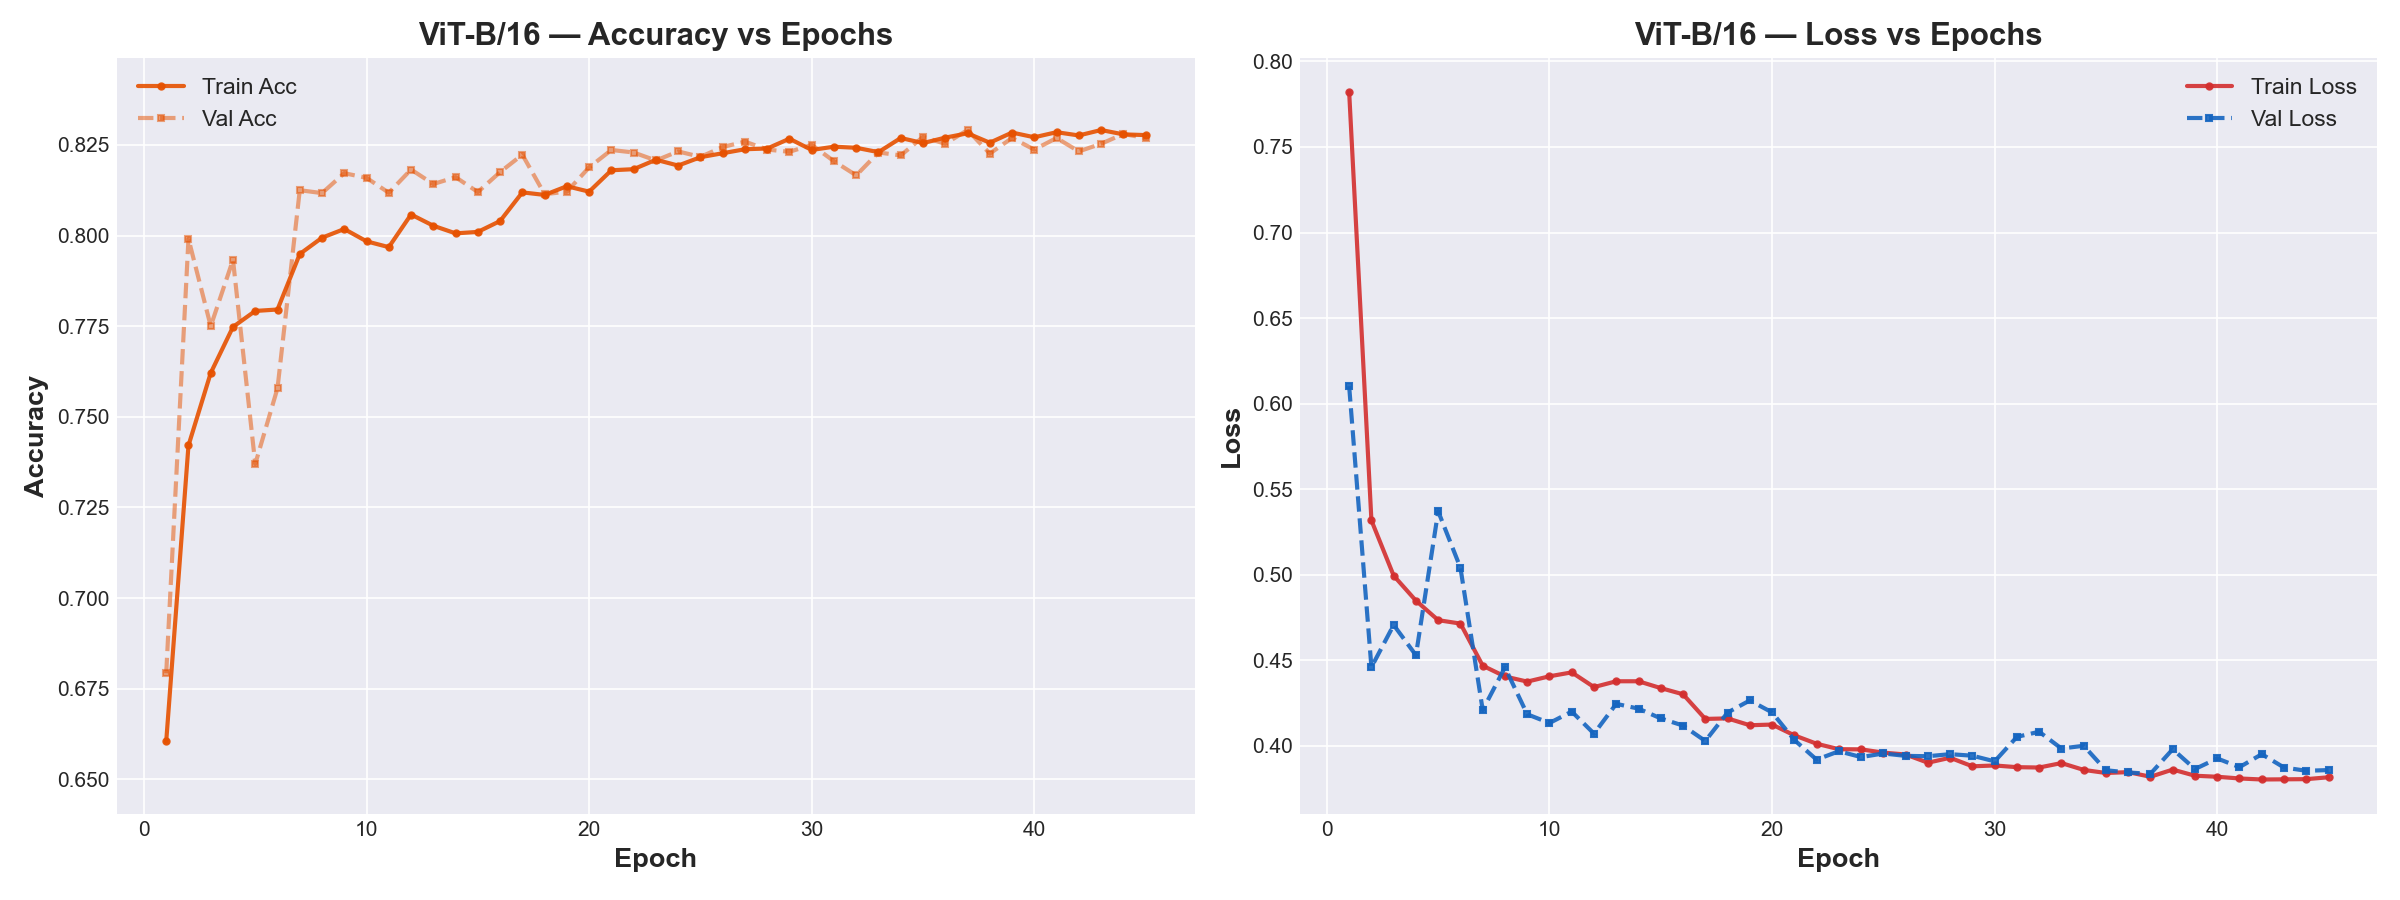 ViT-B/16 — Accuracy vs Epochs
Train Acc
Val Acc
Accuracy
0.825
0.800
0.775
0.750
0.725
0.700
0.675
0.650
0 10 20 30 40
Epoch
ViT-B/16 — Loss vs Epochs
Train Loss
Val Loss
Loss
0.80
0.75
0.70
0.65
0.60
0.55
0.50
0.45
0.40
0 10 20 30 40
Epoch